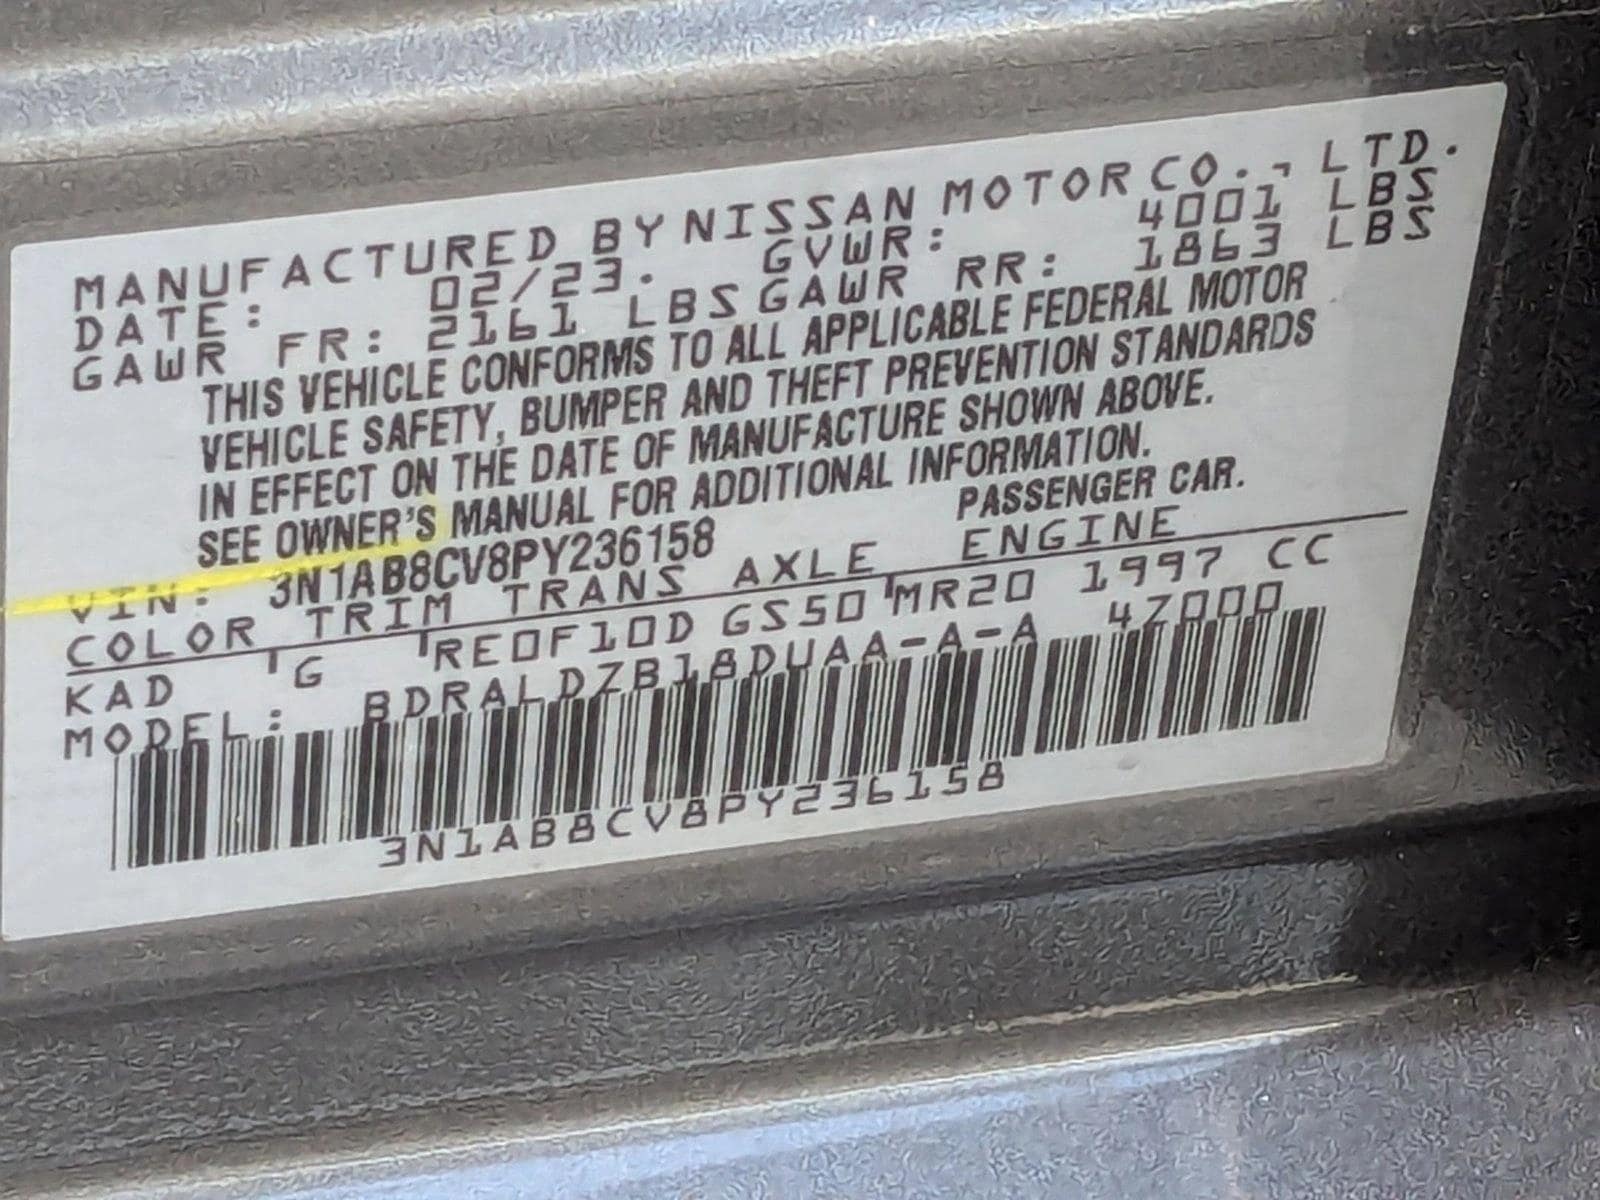 MANUFACTURED BY NISSAN MOTOR CO., LTD.
DATE: 02/23. GVWR: 4001 LBS
GAWR FR: 2161 LBS GAWR RR: 1863 LBS
THIS VEHICLE CONFORMS TO ALL APPLICABLE FEDERAL MOTOR
VEHICLE SAFETY, BUMPER AND THEFT PREVENTION STANDARDS
IN EFFECT ON THE DATE OF MANUFACTURE SHOWN ABOVE.
SEE OWNER'S MANUAL FOR ADDITIONAL INFORMATION.
VIN: 3N1AB8CV8PY236158 PASSENGER CAR.
COLOR TRIM TRANS AXLE ENGINE
KAD G RE0F10D GS50 MR20 1997 CC
MODEL: BDRALDZB18DUAA-A-A 4Z000
3N1AB8CV8PY236158